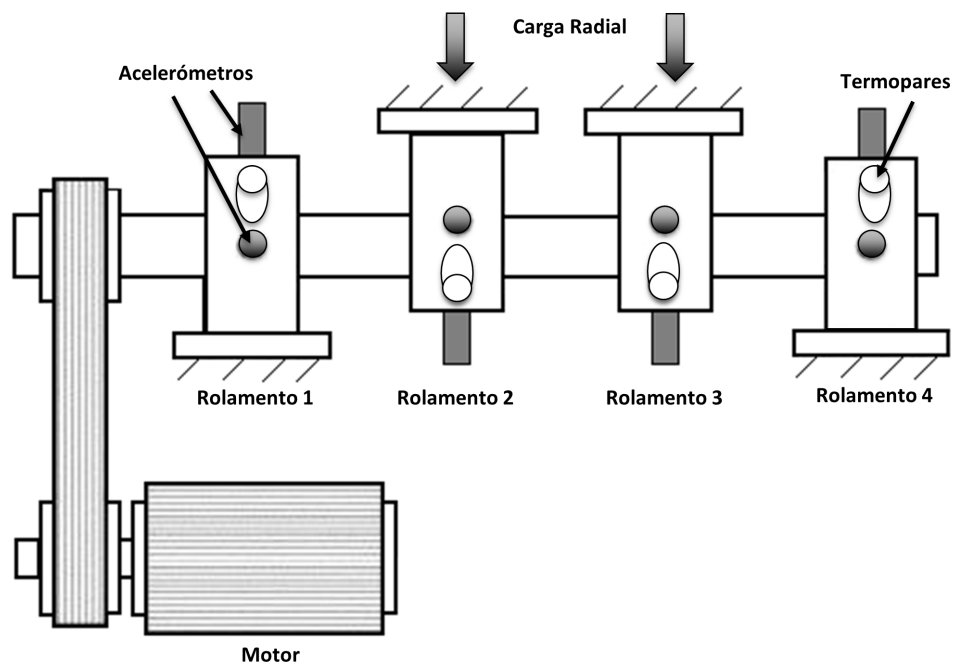 Carga Radial
Acelerómetros
Termopares
Rolamento 1
Rolamento 2
Rolamento 3
Rolamento 4
Motor